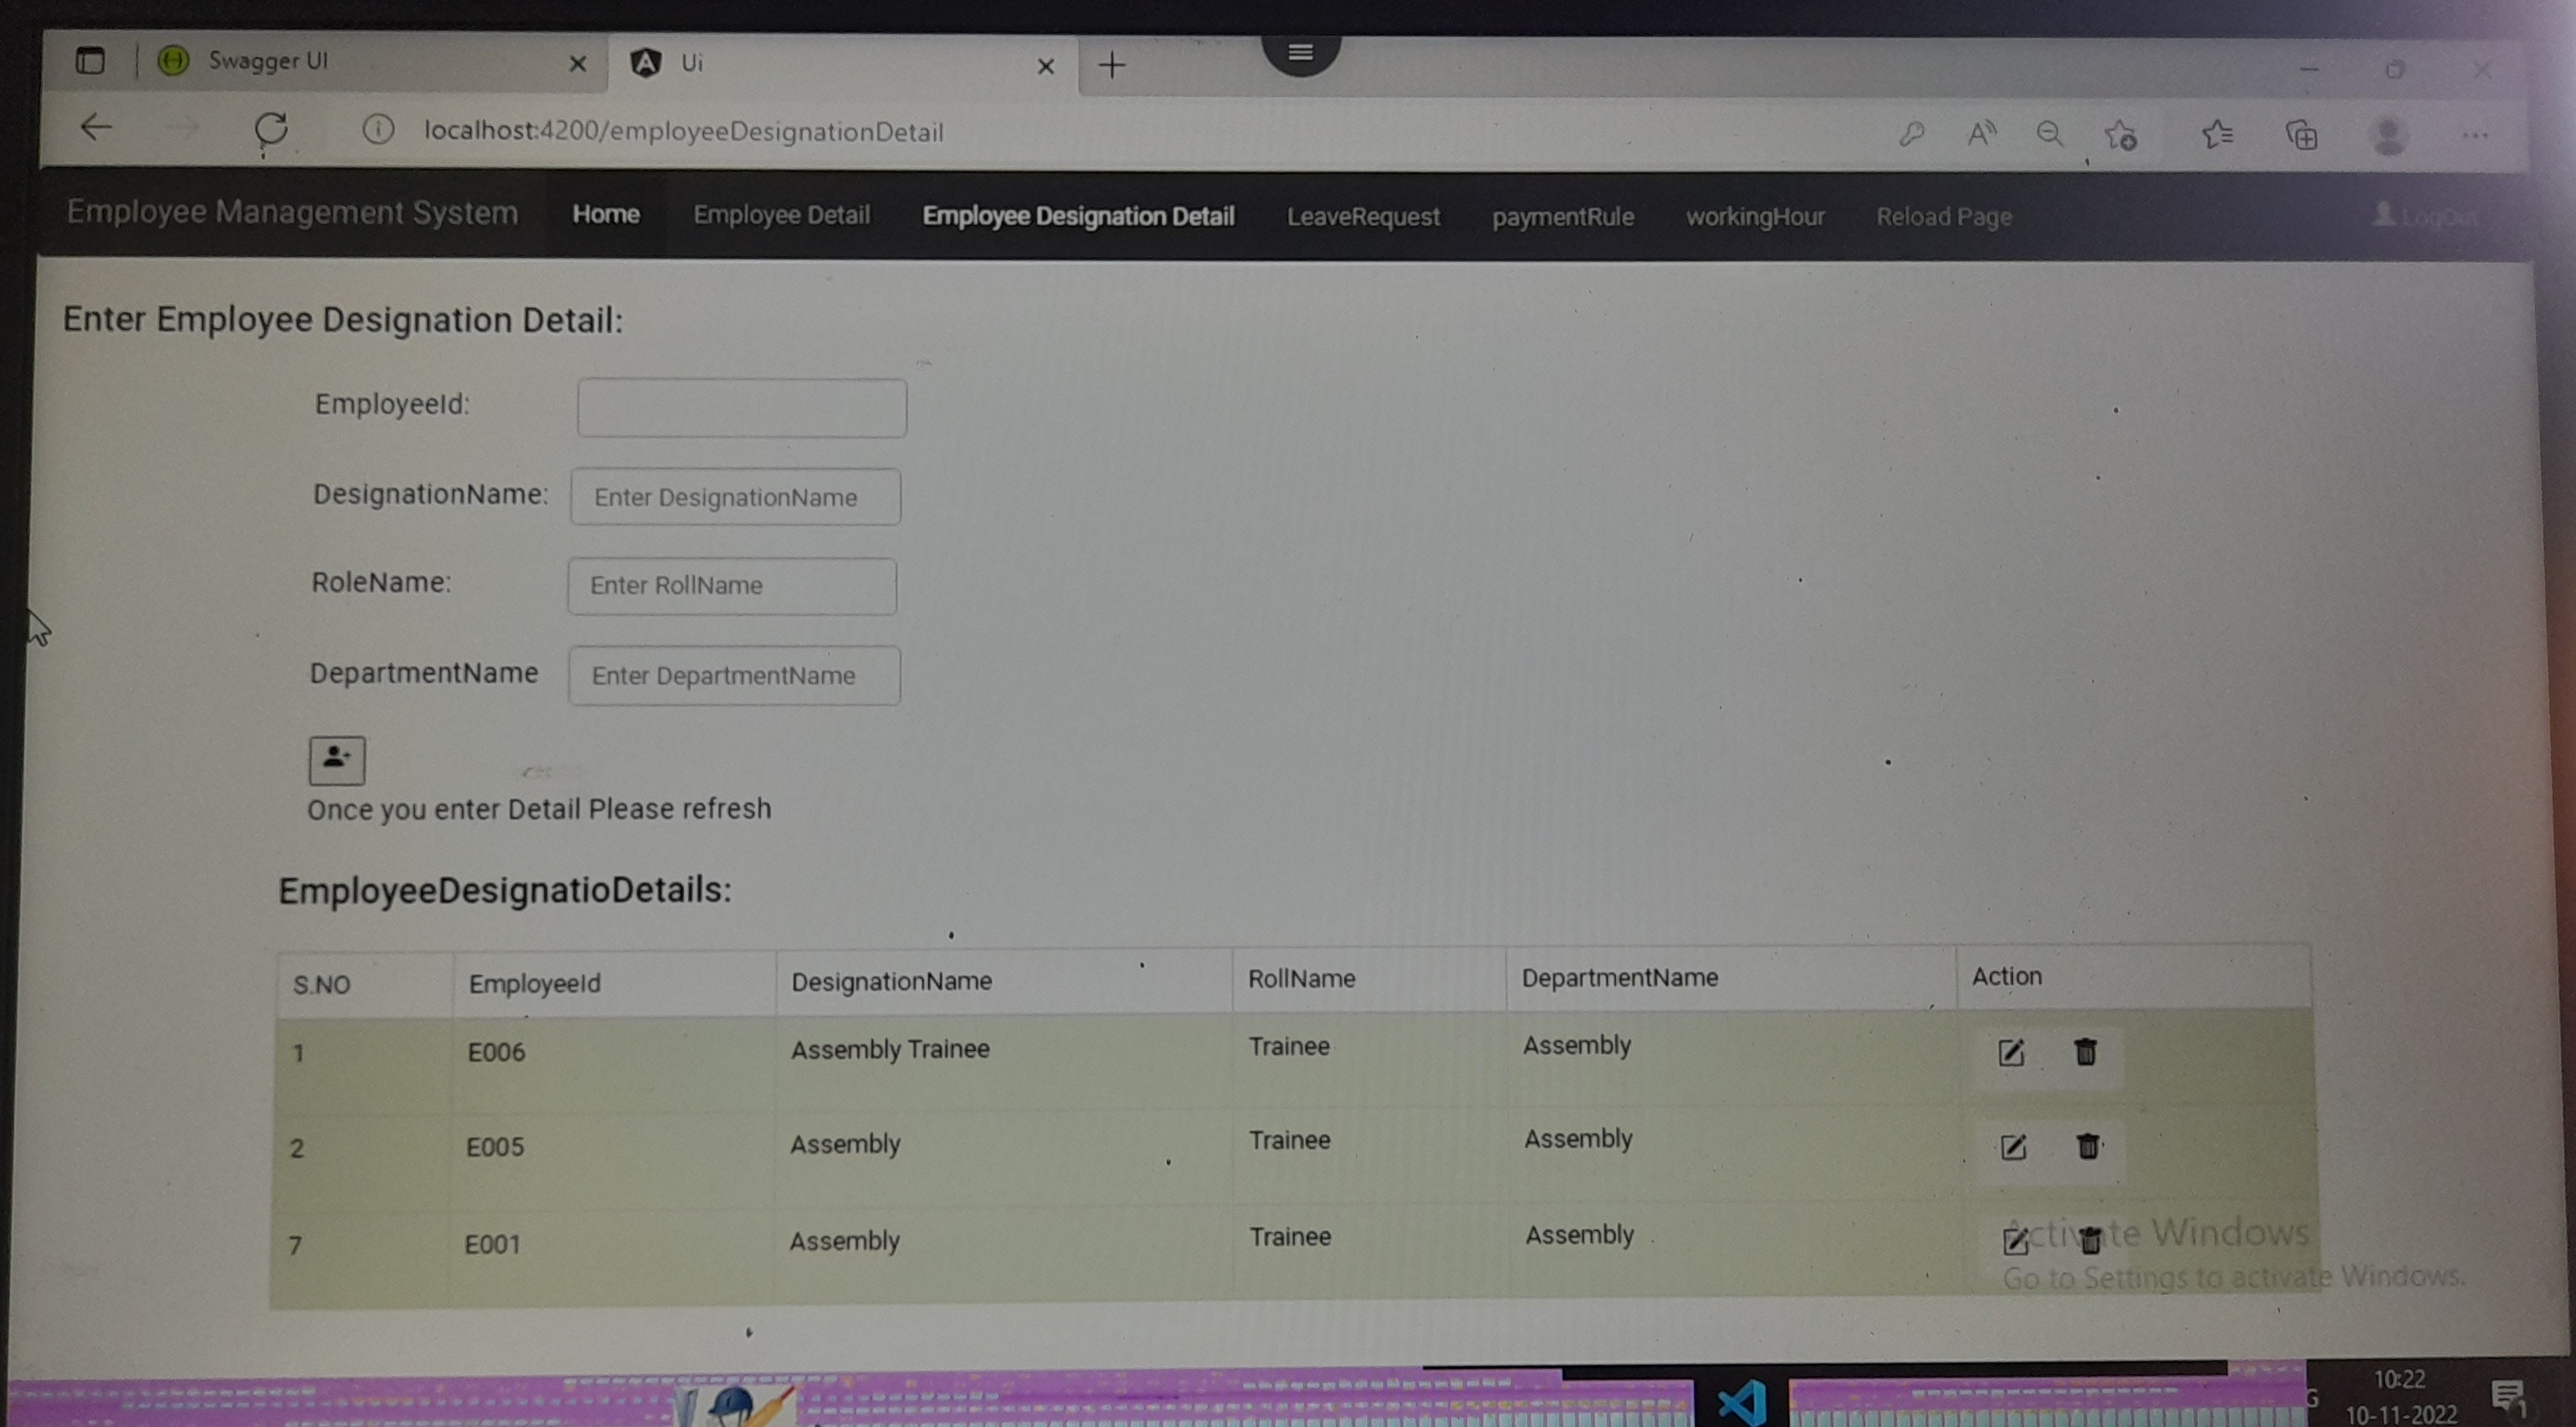 Swagger UI
Ui
localhost:4200/employeeDesignationDetail
Employee Management System Home Employee Detail Employee Designation Detail LeaveRequest paymentRule workingHour Reload Page LogOut
Enter Employee Designation Detail:
EmployeeId:
DesignationName: Enter DesignationName
RoleName: Enter RollName
DepartmentName Enter DepartmentName
Once you enter Detail Please refresh
EmployeeDesignatioDetails:
S.NO EmployeeId DesignationName RollName DepartmentName Action
1 E006 Assembly Trainee Trainee Assembly
2 E005 Assembly Trainee Assembly
7 E001 Assembly Trainee Assembly
Activate Windows
Go to Settings to activate Windows.
10:22
G
10-11-2022
1